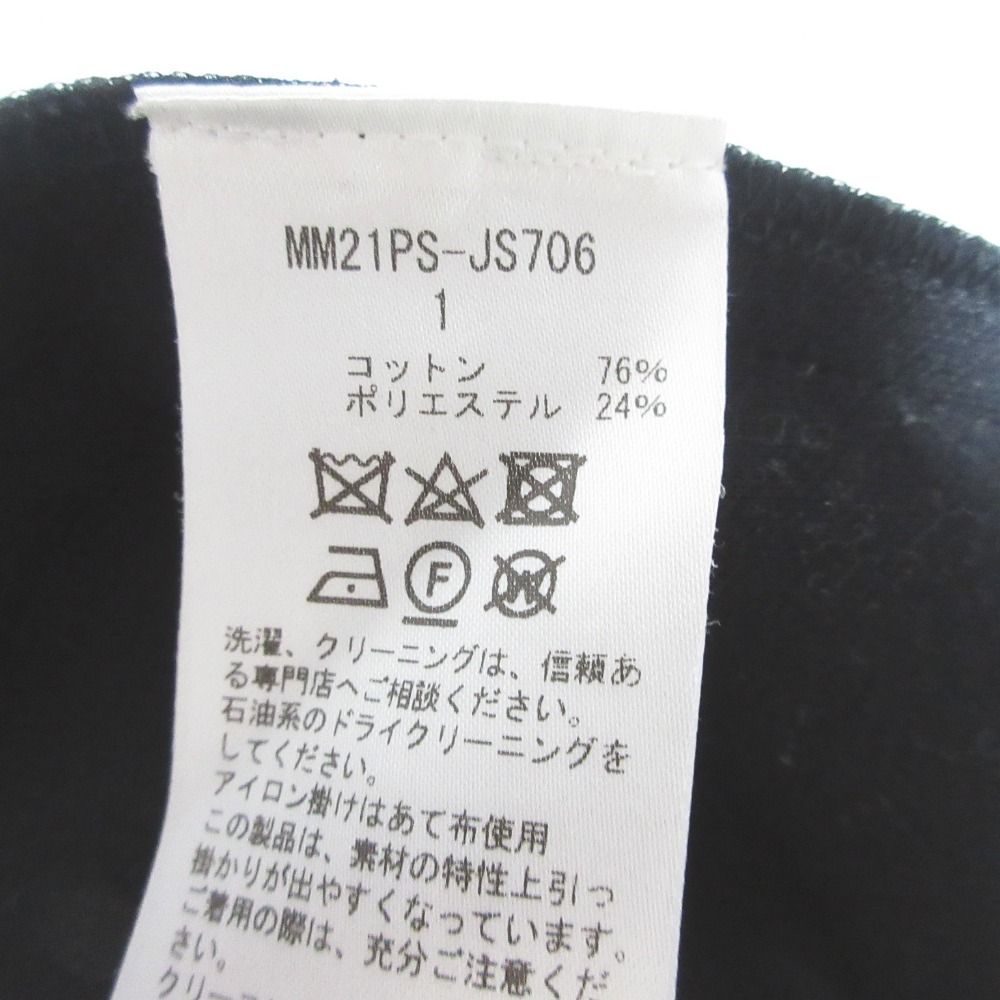 MM21PS-JS706
1
コットン 76%
ポリエステル 24%
F
W
洗濯、クリーニングは、信頼あ
る専門店へご相談ください。
石油系のドライクリーニングを
してください。
アイロン掛けはあて布使用
この製品は、素材の特性上引っ
掛かりが出やすくなっています。
ご着用の際は、充分ご注意くだ
さい。
クリーニ